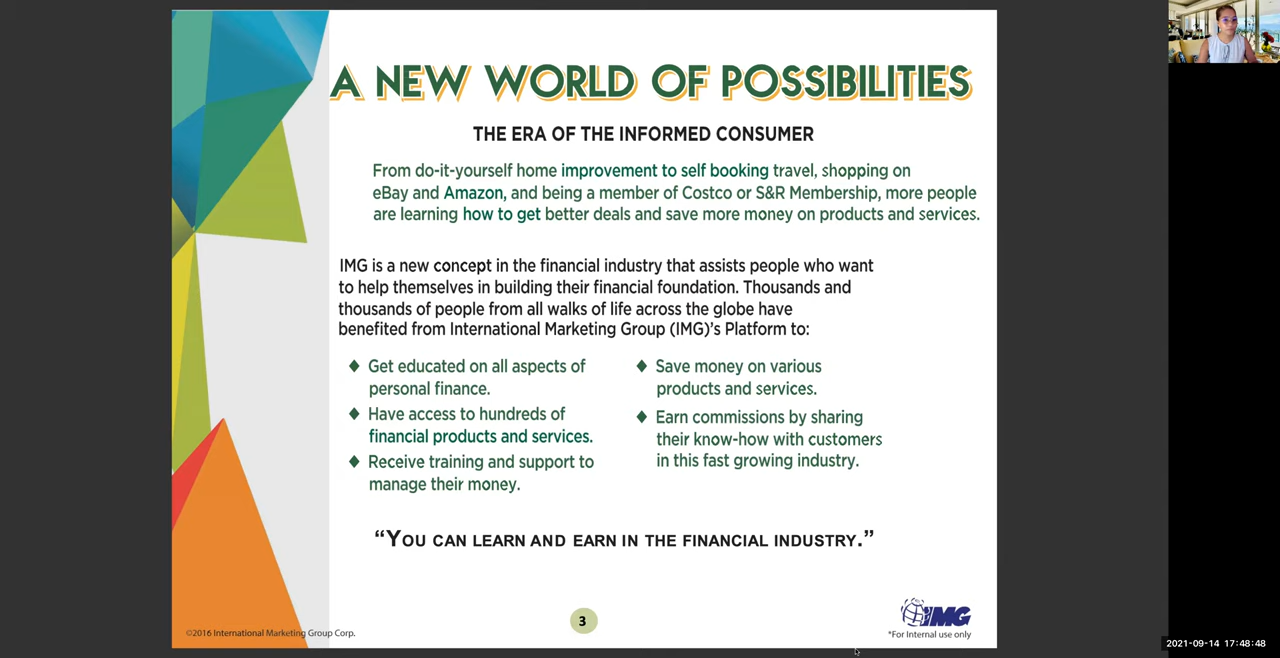 A NEW WORLD OF POSSIBILITIES
THE ERA OF THE INFORMED CONSUMER
From do-it-yourself home improvement to self booking travel, shopping on
eBay and Amazon, and being a member of Costco or S&R Membership, more people
are learning how to get better deals and save more money on products and services.
IMG is a new concept in the financial industry that assists people who want
to help themselves in building their financial foundation. Thousands and
thousands of people from all walks of life across the globe have
benefited from International Marketing Group (IMG)'s Platform to:
♦ Get educated on all aspects of
personal finance.
♦ Have access to hundreds of
financial products and services.
♦ Receive training and support to
manage their money.
♦ Save money on various
products and services.
♦ Earn commissions by sharing
their know-how with customers
in this fast growing industry.
“YOU CAN LEARN AND EARN IN THE FINANCIAL INDUSTRY.”
©2016 International Marketing Group Corp.
3
IMG
*For Internal use only
2021-09-14 17:48:48